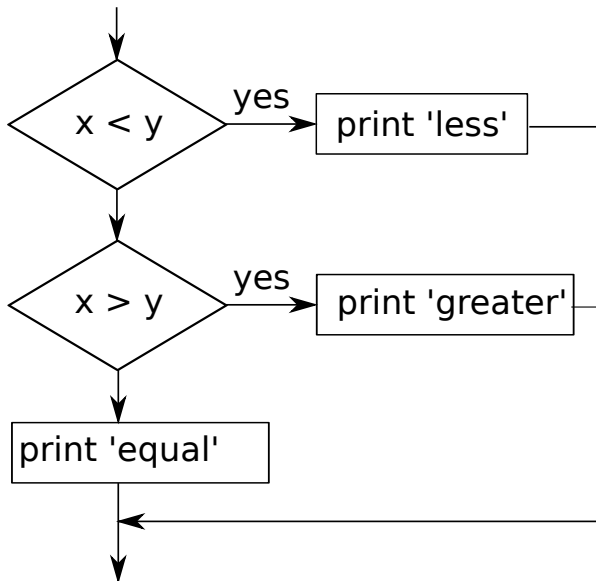 x < y
yes
print 'less'
x > y
yes
print 'greater'
print 'equal'